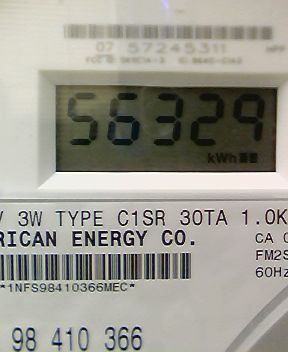 07 57245311
56329
kWh
V 3W TYPE C1SR 30TA 1.0K
RICAN ENERGY CO.
CA 0
FM2S
60Hz
*1NFS98410366MEC*
98 410 366